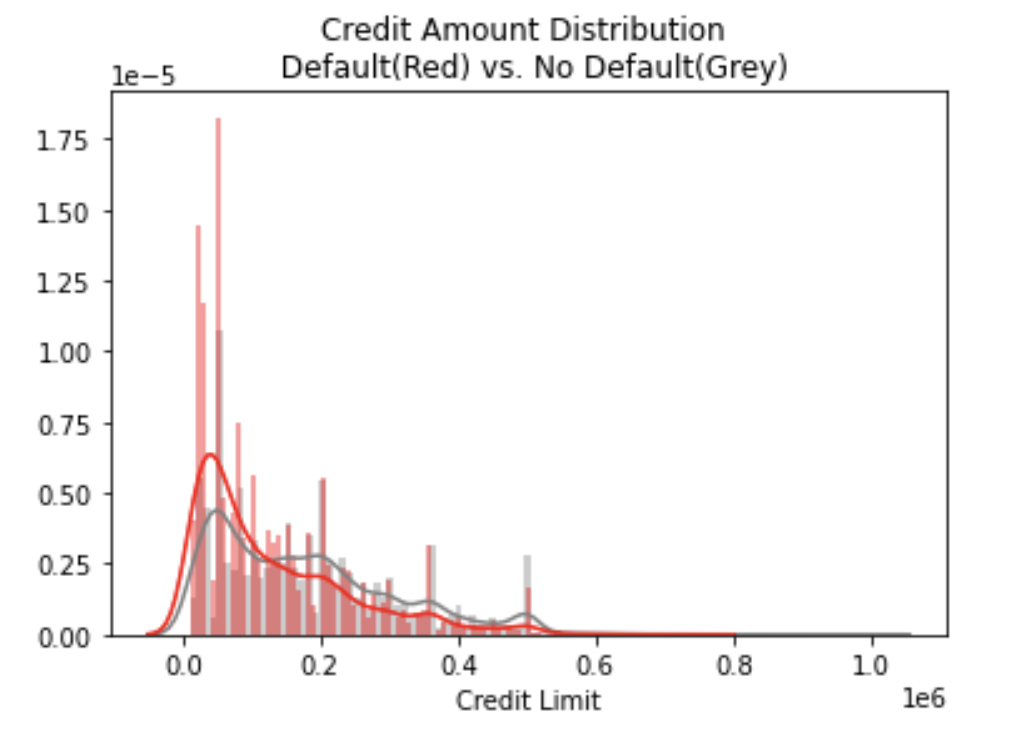 Credit Amount Distribution
Default(Red) vs. No Default(Grey)
1e−5
1.75
1.50
1.25
1.00
0.75
0.50
0.25
0.00
0.0 0.2 0.4 0.6 0.8 1.0
Credit Limit
1e6